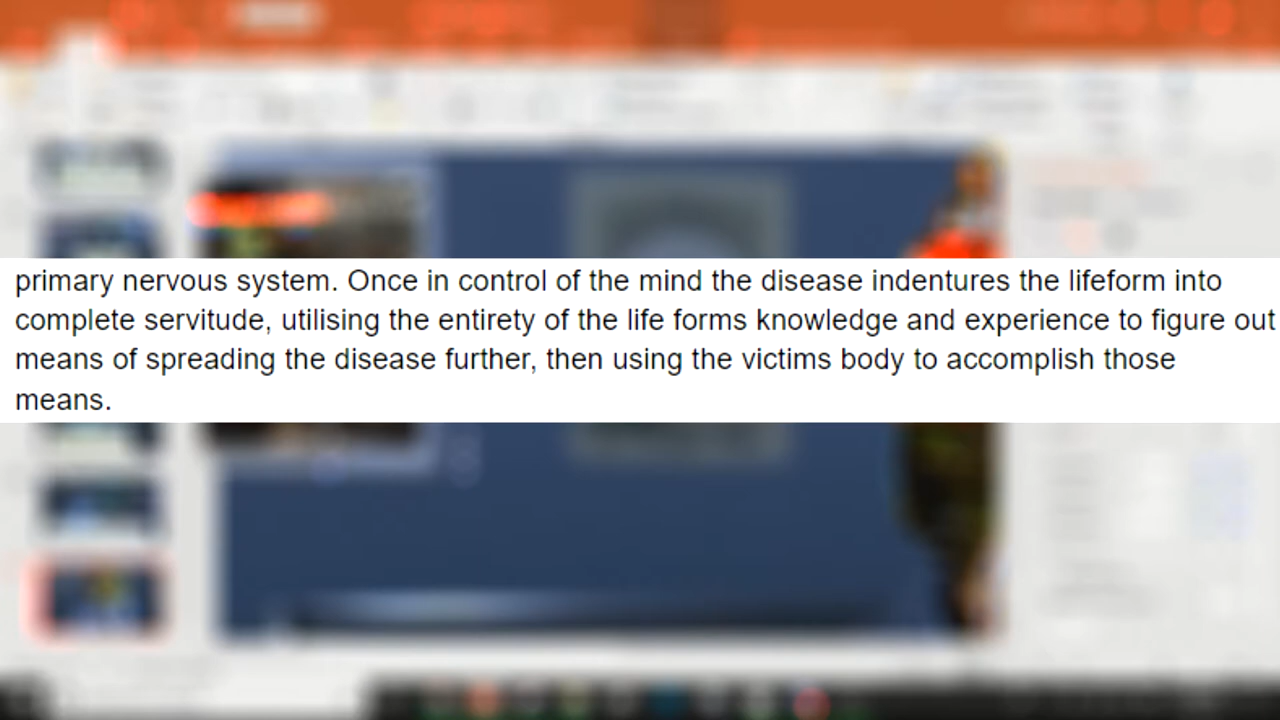 primary nervous system. Once in control of the mind the disease indentures the lifeform into
complete servitude, utilising the entirety of the life forms knowledge and experience to figure out
means of spreading the disease further, then using the victims body to accomplish those
means.